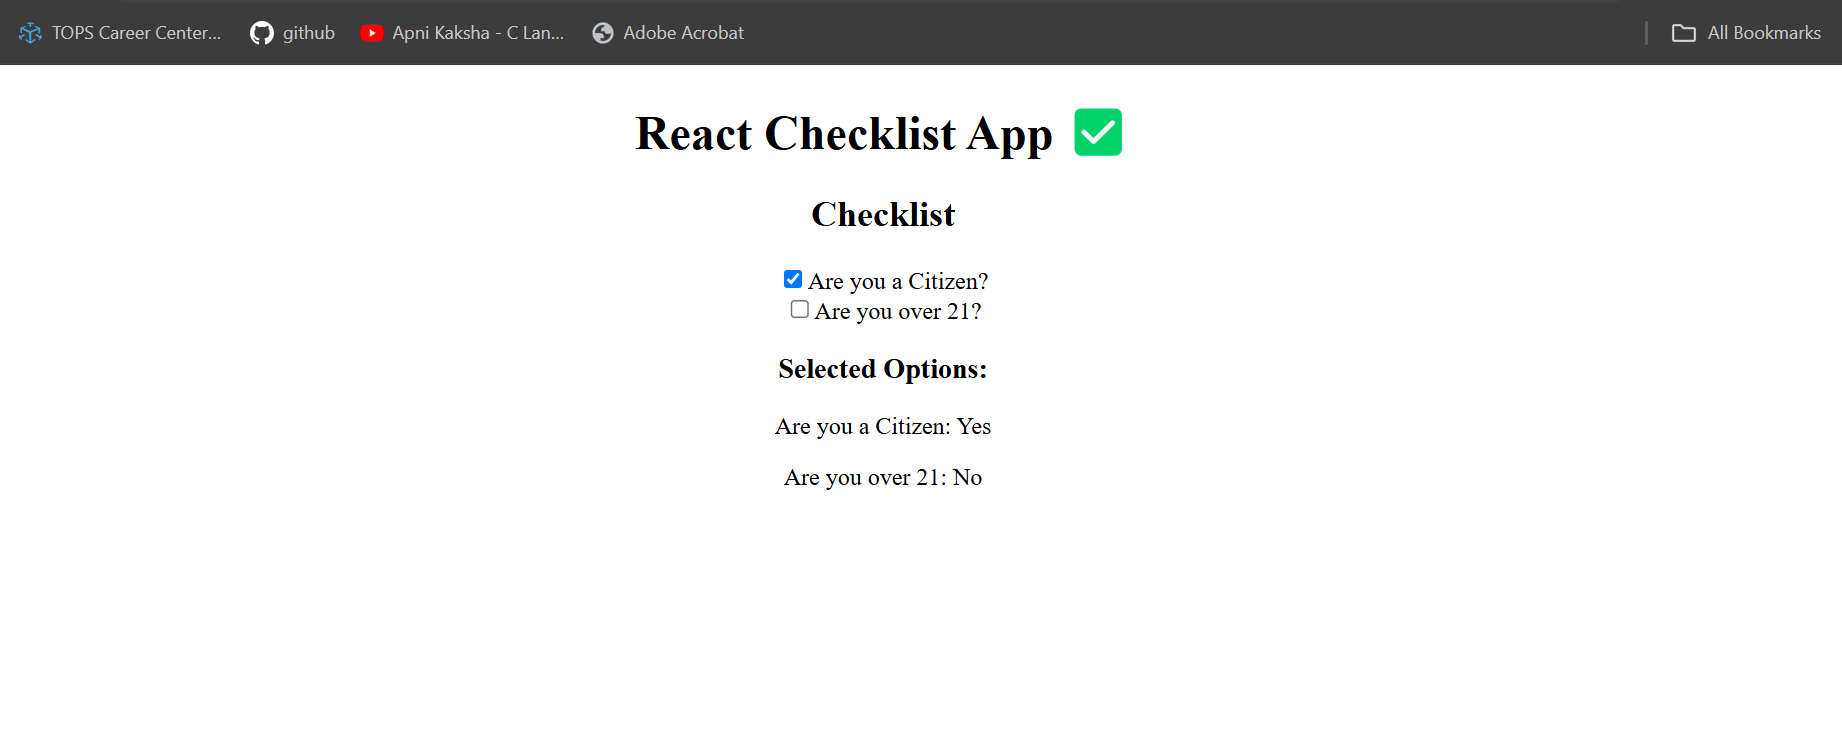 TOPS Career Center... github Apni Kaksha - C Lan... Adobe Acrobat All Bookmarks
React Checklist App ✅
Checklist
Are you a Citizen?
Are you over 21?
Selected Options:
Are you a Citizen: Yes
Are you over 21: No